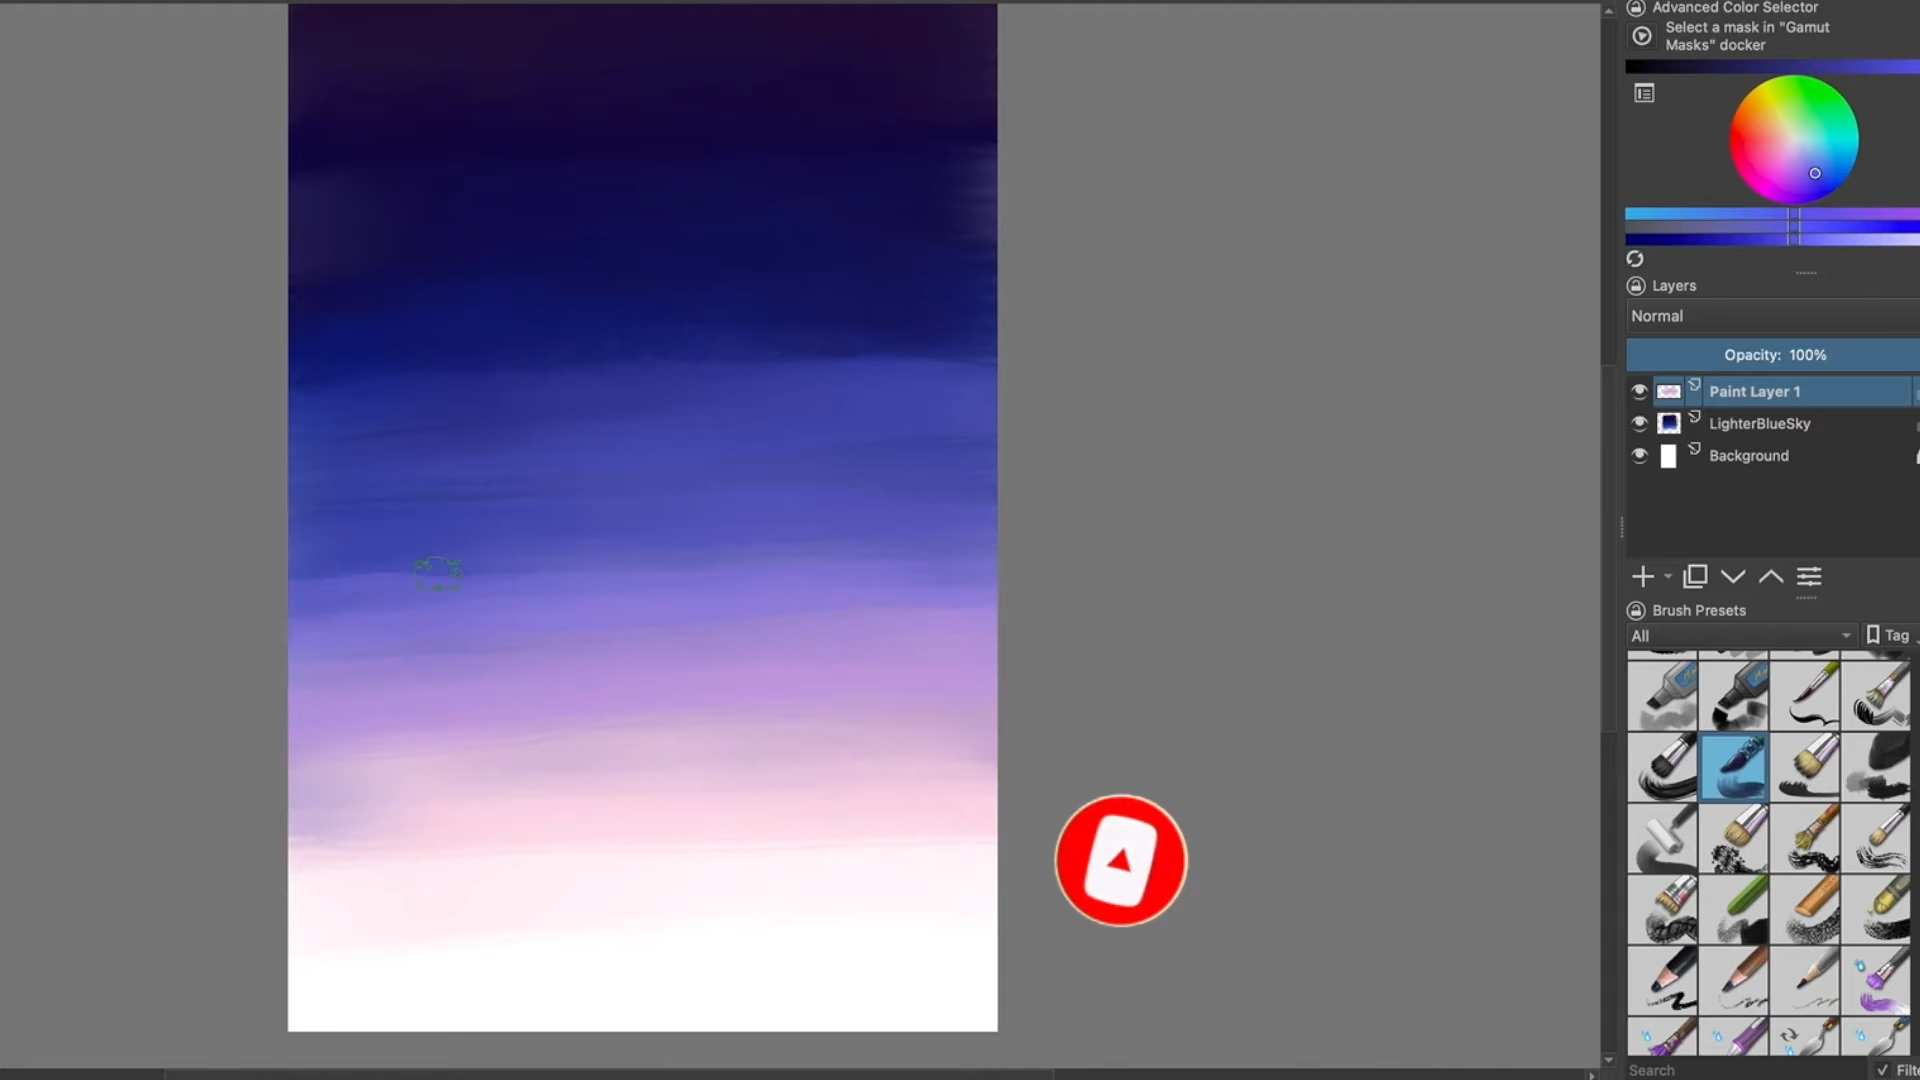 Advanced Color Selector
Select a mask in "Gamut
Masks" docker
Layers
Normal
Opacity: 100%
Paint Layer 1
LighterBlueSky
Background
Brush Presets
All
Tag
Search